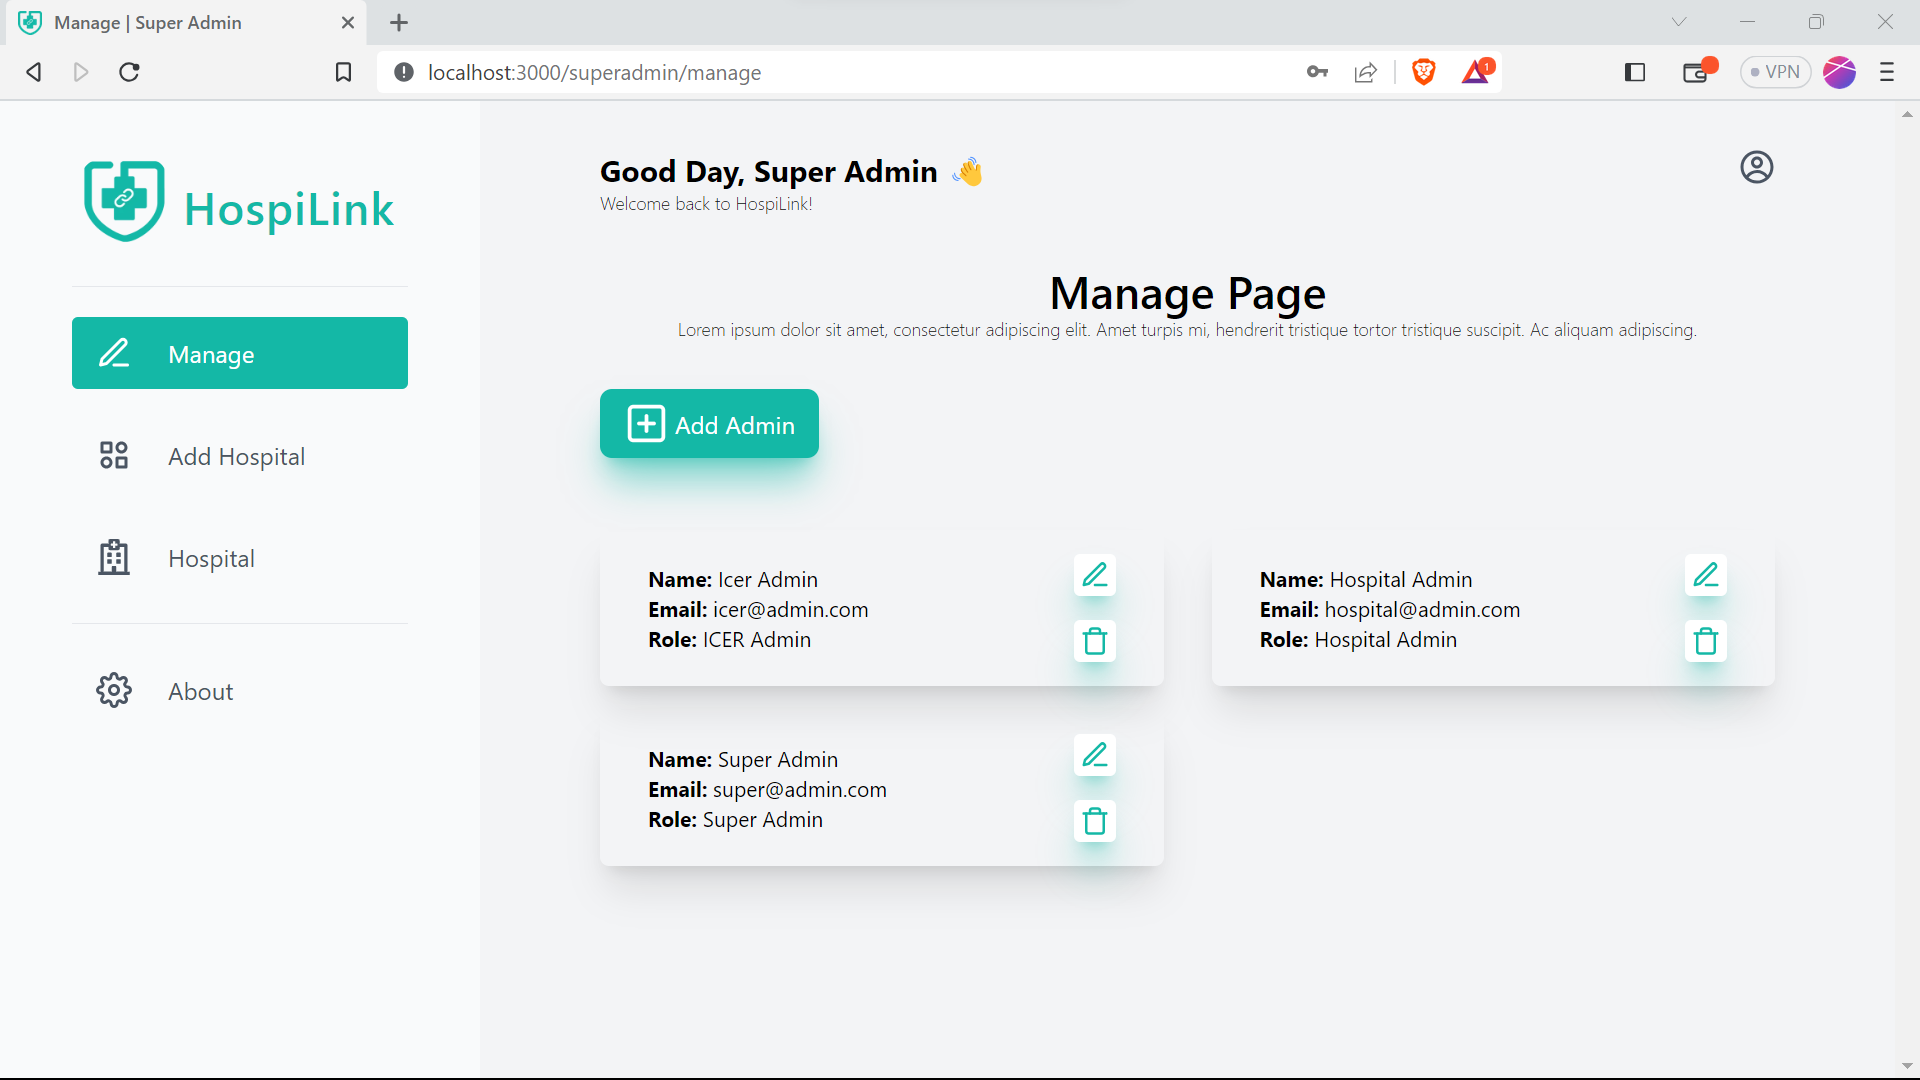 Manage | Super Admin
localhost:3000/superadmin/manage
1
VPN
HospiLink
Manage
Add Hospital
Hospital
About
Good Day, Super Admin 👋
Welcome back to HospiLink!
Manage Page
Lorem ipsum dolor sit amet, consectetur adipiscing elit. Amet turpis mi, hendrerit tristique tortor tristique suscipit. Ac aliquam adipiscing.
Add Admin
Name: Icer Admin
Email: icer@admin.com
Role: ICER Admin
Name: Hospital Admin
Email: hospital@admin.com
Role: Hospital Admin
Name: Super Admin
Email: super@admin.com
Role: Super Admin